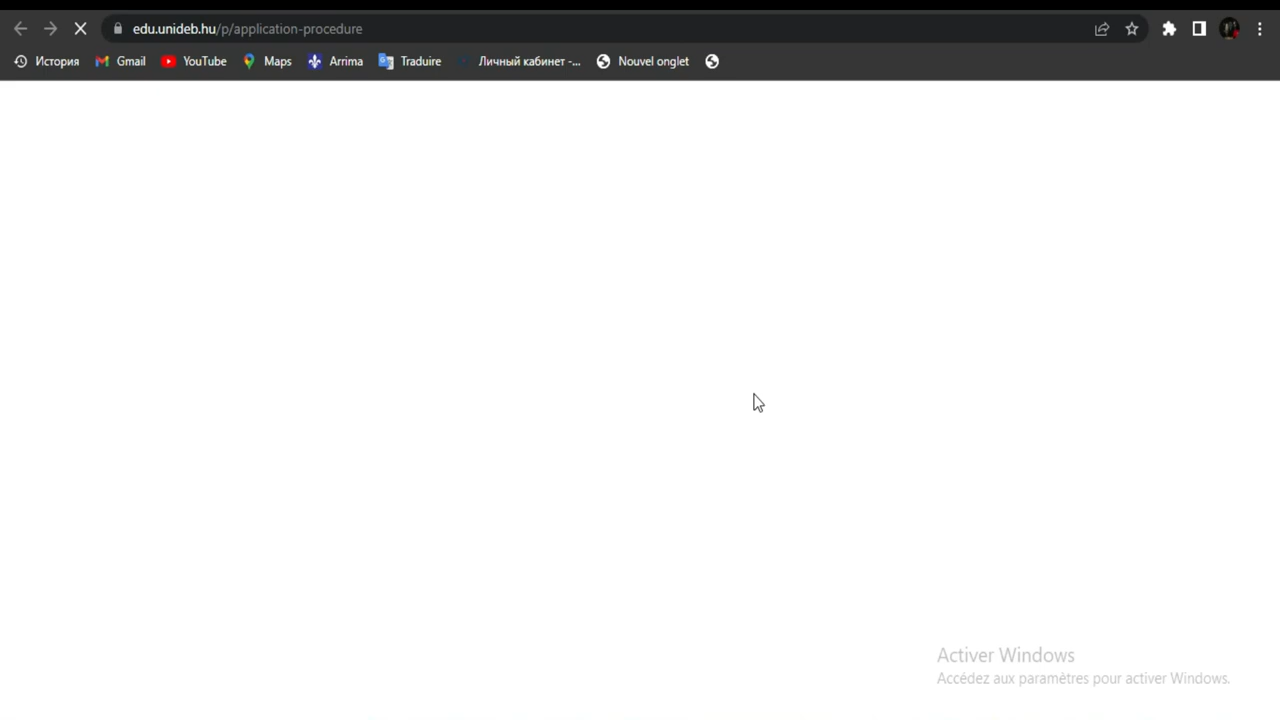 edu.unideb.hu/p/application-procedure
История Gmail YouTube Maps Arrima Traduire Личный кабинет -... Nouvel onglet
Activer Windows
Accédez aux paramètres pour activer Windows.